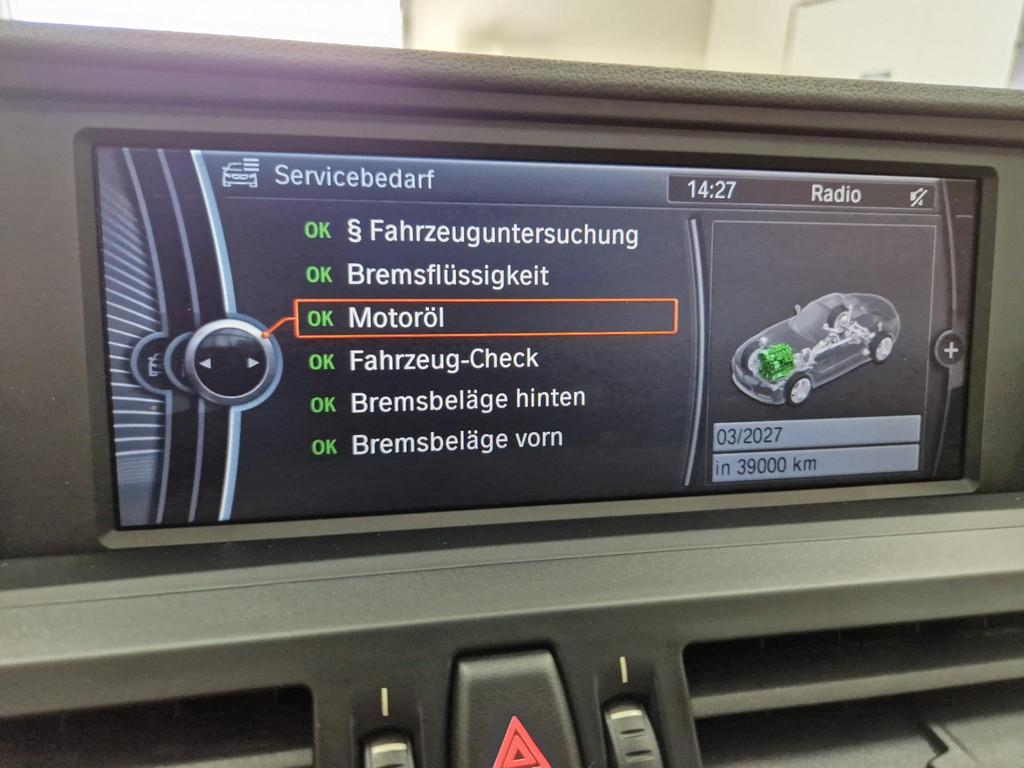 Servicebedarf
14:27 Radio
OK § Fahrzeuguntersuchung
OK Bremsflüssigkeit
OK Motoröl
OK Fahrzeug-Check
OK Bremsbeläge hinten
OK Bremsbeläge vorn
03/2027
in 39000 km